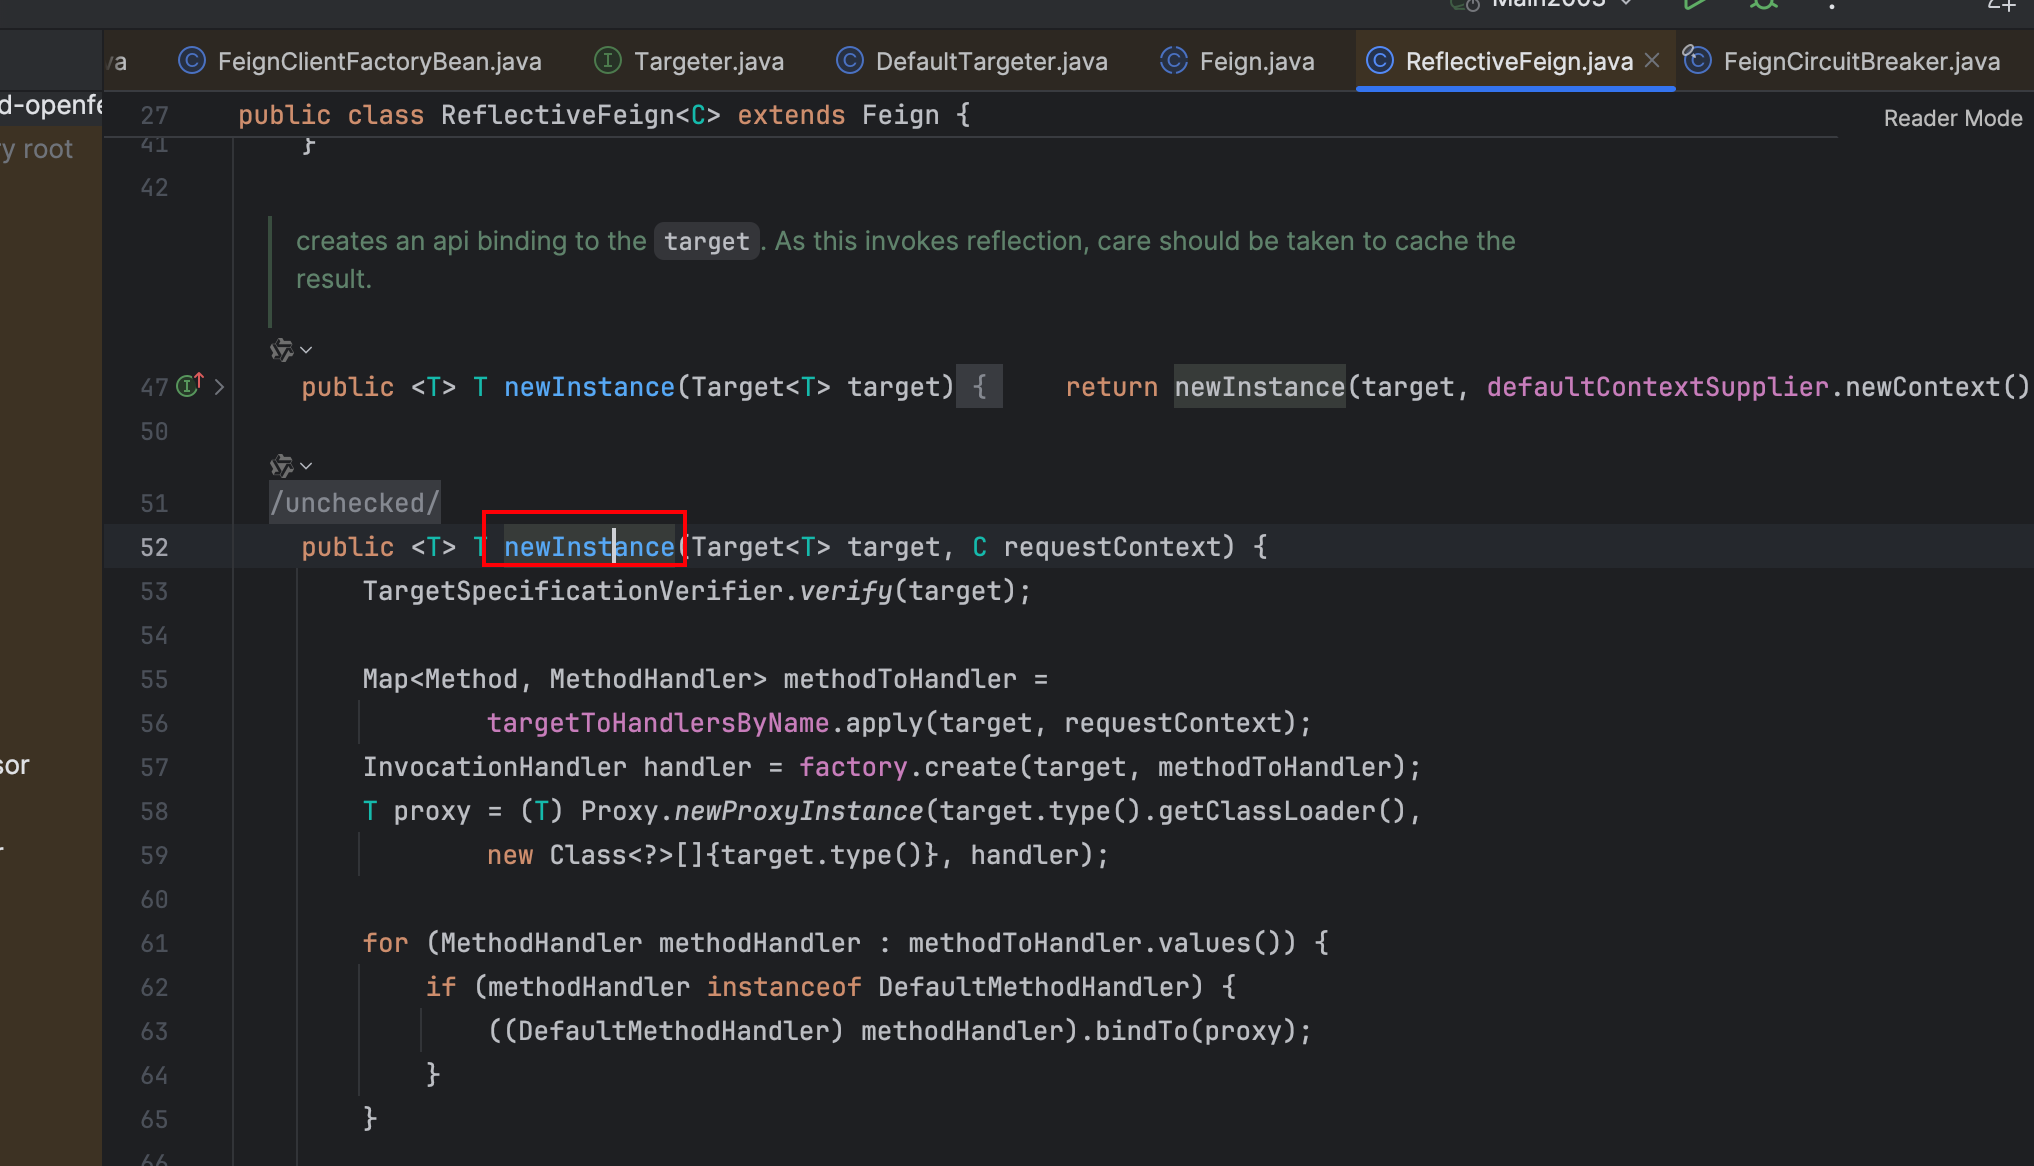 Main2003
va FeignClientFactoryBean.java Targeter.java DefaultTargeter.java Feign.java ReflectiveFeign.java FeignCircuitBreaker.java
d-openfe
y root
sor
r
Reader Mode
27 public class ReflectiveFeign<C> extends Feign {
41 }
42
creates an api binding to the target. As this invokes reflection, care should be taken to cache the
result.
47 public <T> T newInstance(Target<T> target) { return newInstance(target, defaultContextSupplier.newContext()
50
51 /unchecked/
52 public <T> T newInstance(Target<T> target, C requestContext) {
53 TargetSpecificationVerifier.verify(target);
54
55 Map<Method, MethodHandler> methodToHandler =
56 targetToHandlersByName.apply(target, requestContext);
57 InvocationHandler handler = factory.create(target, methodToHandler);
58 T proxy = (T) Proxy.newProxyInstance(target.type().getClassLoader(),
59 new Class<?>[]{target.type()}, handler);
60
61 for (MethodHandler methodHandler : methodToHandler.values()) {
62 if (methodHandler instanceof DefaultMethodHandler) {
63 ((DefaultMethodHandler) methodHandler).bindTo(proxy);
64 }
65 }
66